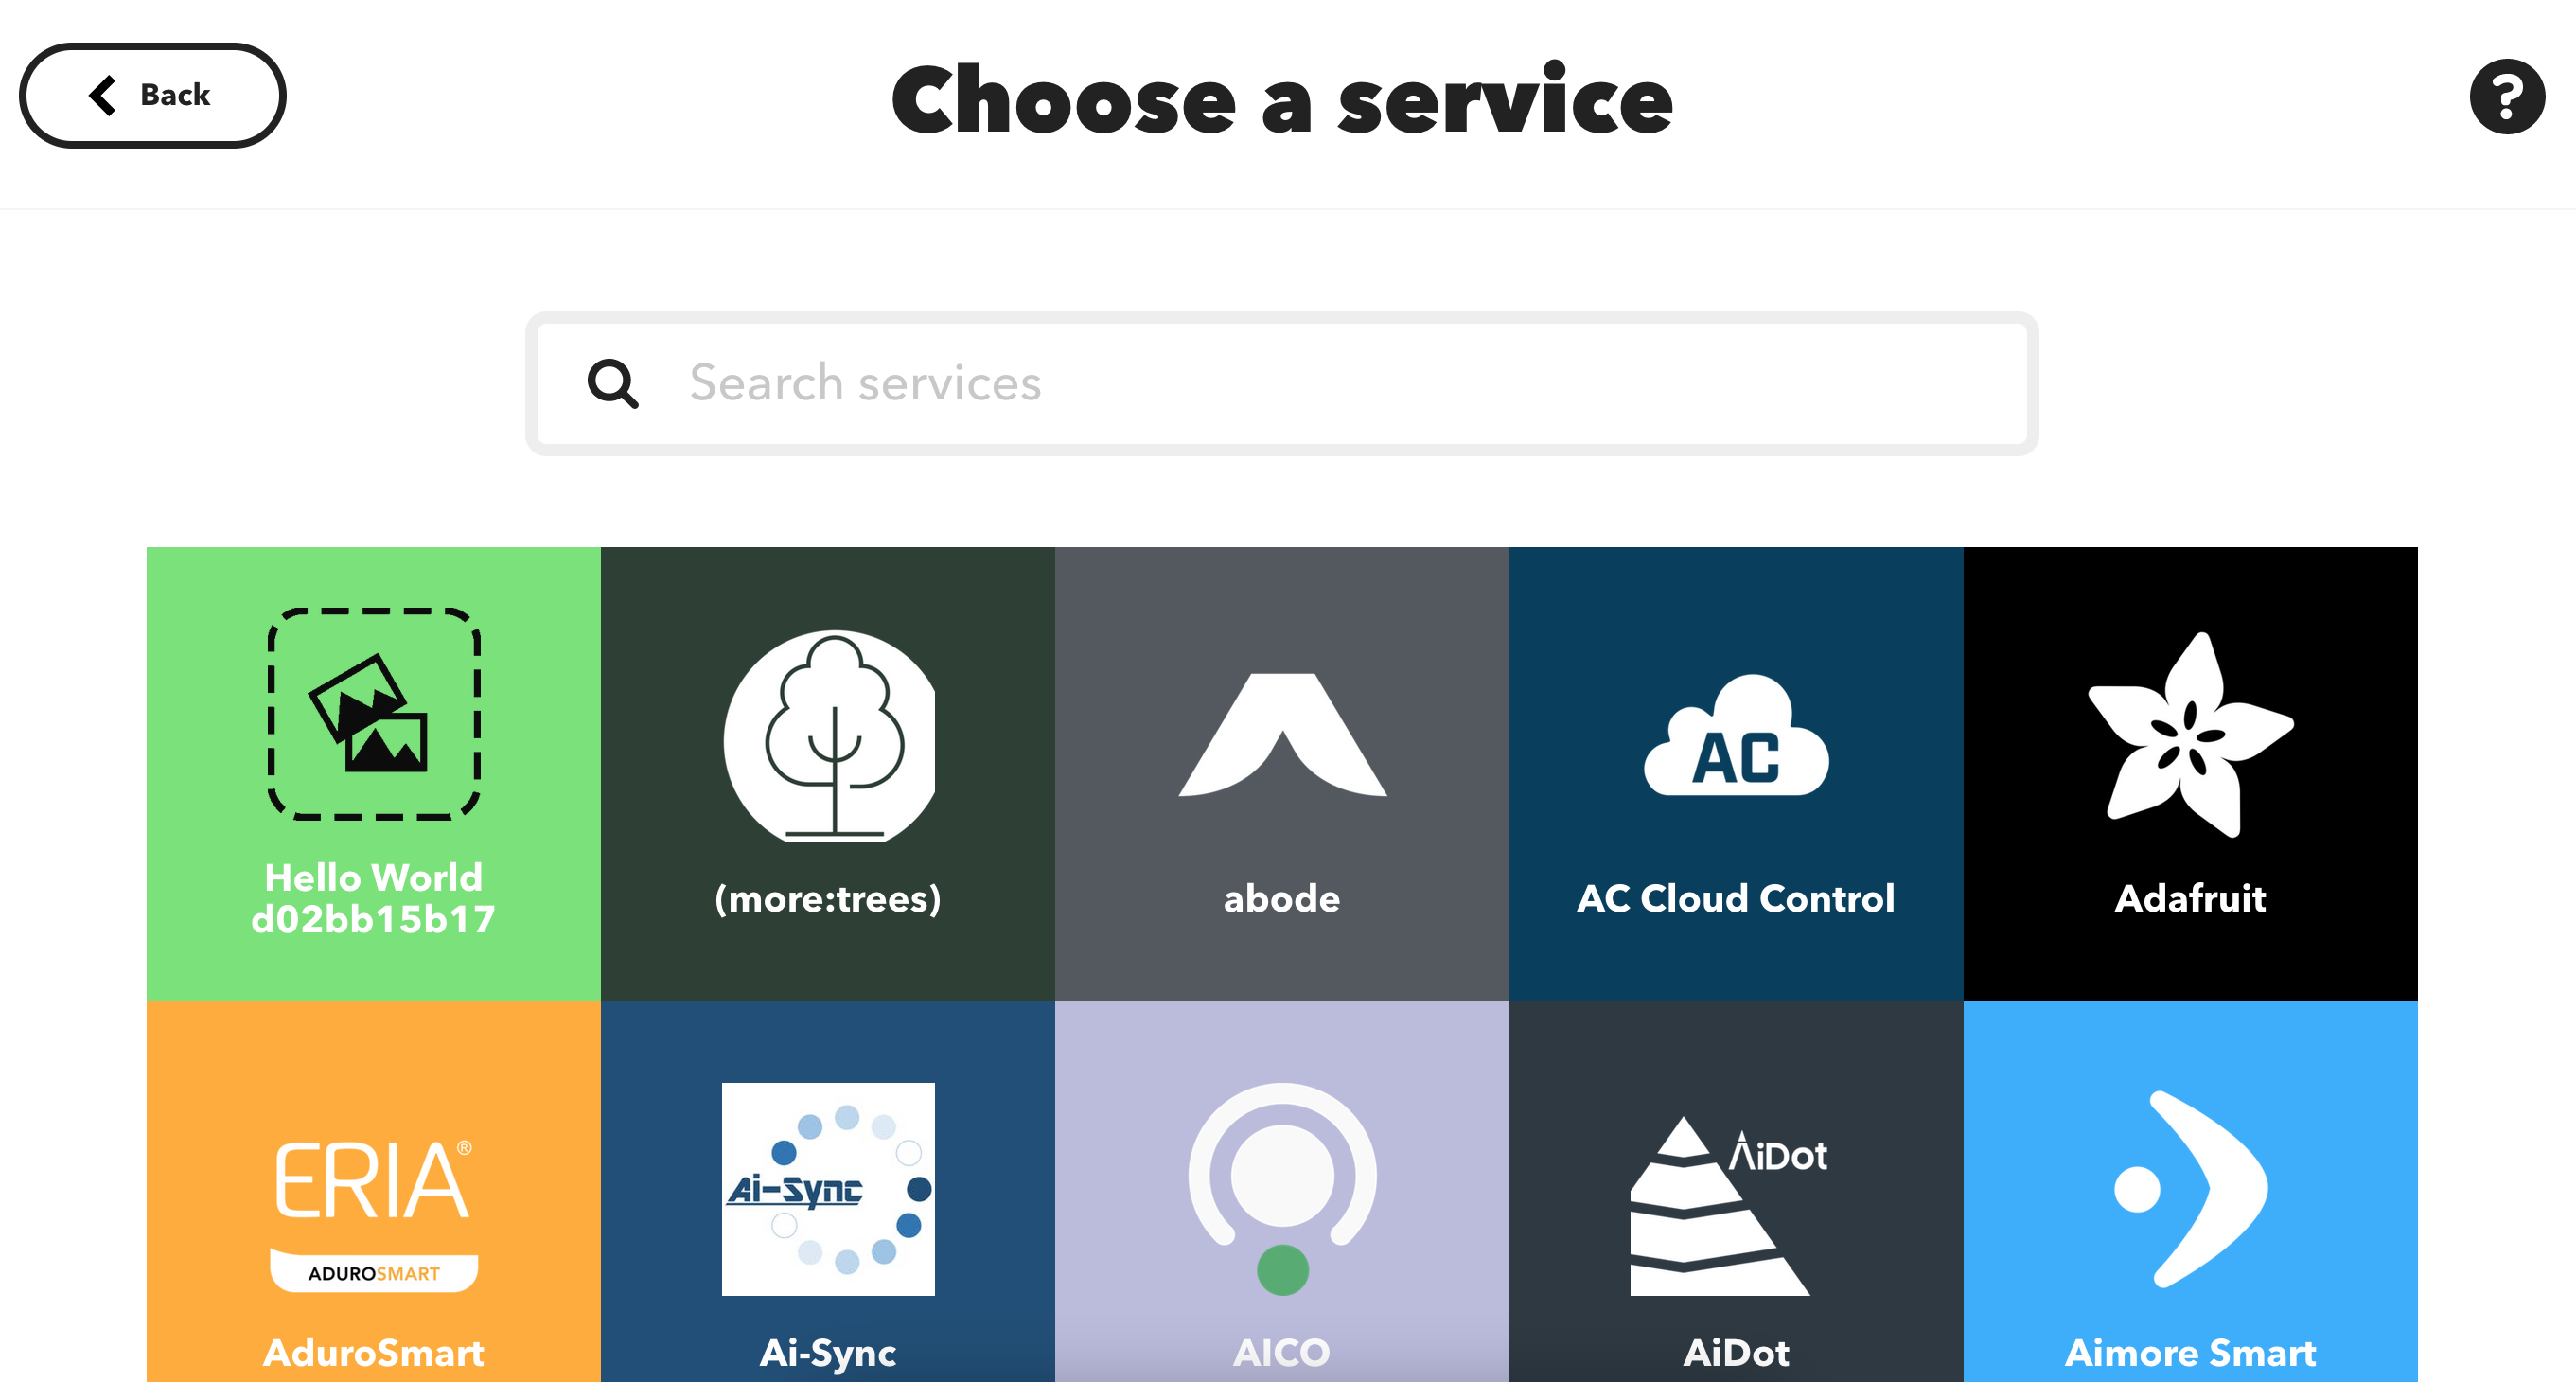 Back
Choose a service
?
Search services
AC
Hello World
d02bb15b17
(more:trees)
abode
AC Cloud Control
Adafruit
ERIA®
ADUROSMART
Ai-Sync
AiDot
AduroSmart
Ai-Sync
AICO
AiDot
Aimore Smart